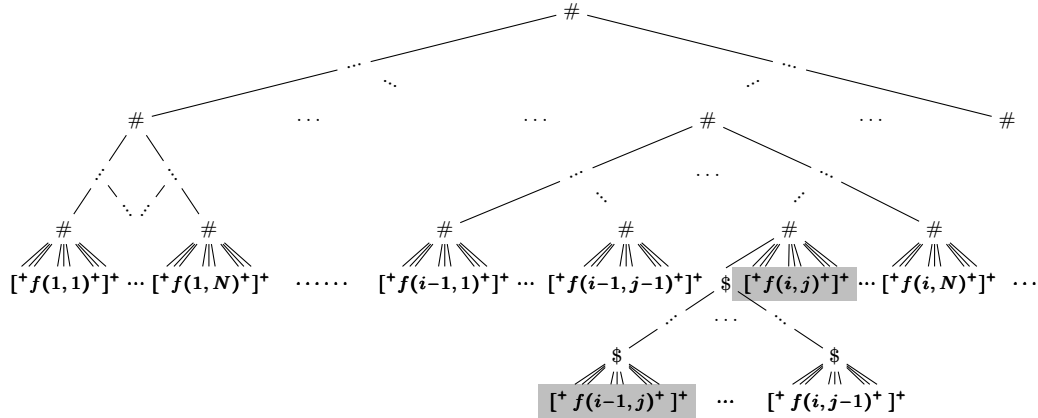 #
... ...
... ...
# ... ... # ... #
... ... ... ... ...
... ... ... ...
# # # # # #
[⁺f(1,1)⁺]⁺ ... [⁺f(1,N)⁺]⁺ ...... [⁺f(i−1,1)⁺]⁺ ... [⁺f(i−1,j−1)⁺]⁺ $ [⁺f(i,j)⁺]⁺ ... [⁺f(i,N)⁺]⁺ ...
... ... ...
$ $
[⁺ f(i−1,j)⁺ ]⁺ ... [⁺ f(i,j−1)⁺ ]⁺